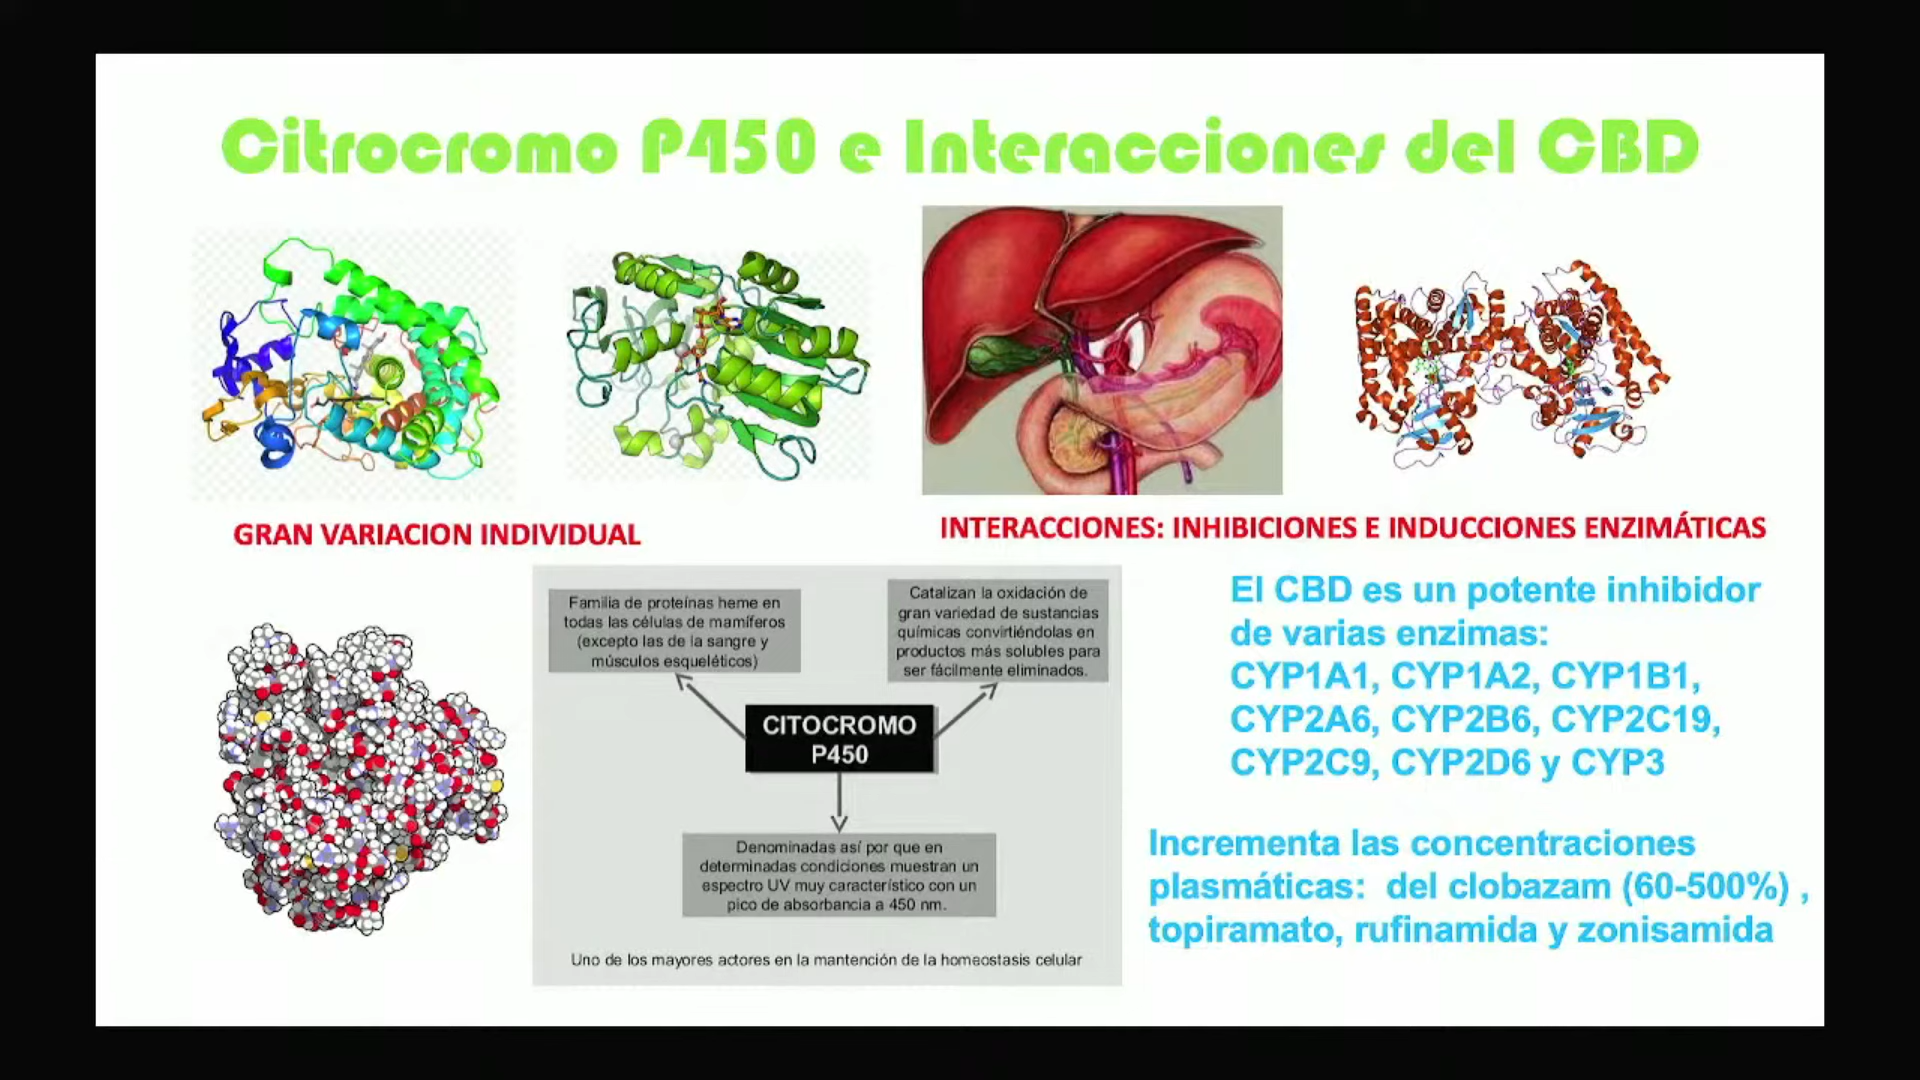 Citrocromo P450 e Interacciones del CBD
GRAN VARIACION INDIVIDUAL
INTERACCIONES: INHIBICIONES E INDUCCIONES ENZIMÁTICAS
Familia de proteínas heme en
todas las células de mamíferos
(excepto las de la sangre y
músculos esqueléticos)
Catalizan la oxidación de
gran variedad de sustancias
químicas convirtiéndolas en
productos más solubles para
ser fácilmente eliminados.
CITOCROMO
P450
Denominadas así por que en
determinadas condiciones muestran un
espectro UV muy característico con un
pico de absorbancia a 450 nm.
Uno de los mayores actores en la mantención de la homeostasis celular
El CBD es un potente inhibidor
de varias enzimas:
CYP1A1, CYP1A2, CYP1B1,
CYP2A6, CYP2B6, CYP2C19,
CYP2C9, CYP2D6 y CYP3
Incrementa las concentraciones
plasmáticas:  del clobazam (60-500%) ,
topiramato, rufinamida y zonisamida